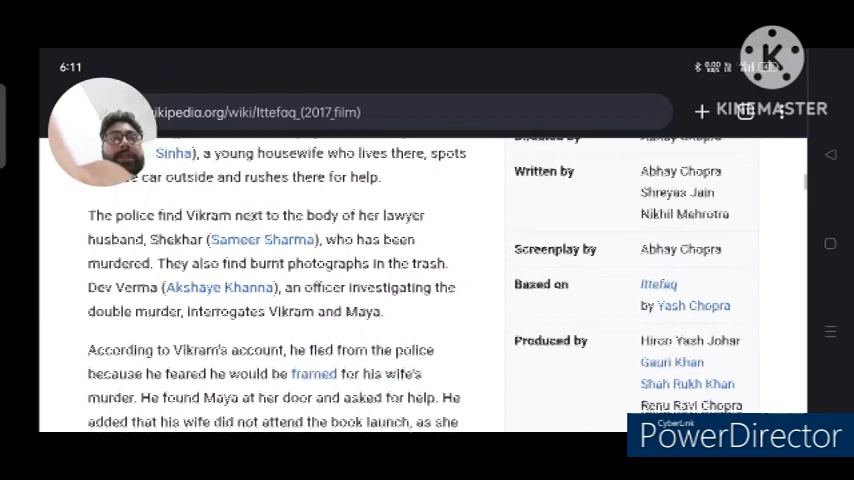 6:11
K
KINEMASTER
ikipedia.org/wiki/Ittefaq_(2017_film)
Sinha), a young housewife who lives there, spots
car outside and rushes there for help.
The police find Vikram next to the body of her lawyer
husband, Shekhar (Sameer Sharma), who has been
murdered. They also find burnt photographs in the trash.
Dev Verma (Akshaye Khanna), an officer investigating the
double murder, interrogates Vikram and Maya.
According to Vikram's account, he fled from the police
because he feared he would be framed for his wife's
murder. He found Maya at her door and asked for help. He
added that his wife did not attend the book launch, as she
Written by
Abhay Chopra
Shreyas Jain
Nikhil Mehrotra
Screenplay by
Abhay Chopra
Based on
Ittefaq
by Yash Chopra
Produced by
Hiroo Yash Johar
Gauri Khan
Shah Rukh Khan
Renu Ravi Chopra
CyberLink
PowerDirector